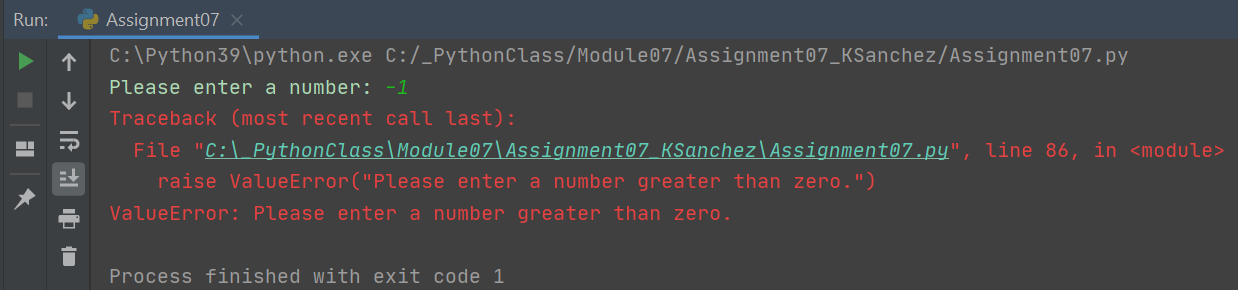 Run: Assignment07
C:\Python39\python.exe C:/_PythonClass/Module07/Assignment07_KSanchez/Assignment07.py
Please enter a number: -1
Traceback (most recent call last):
  File "C:\_PythonClass\Module07\Assignment07_KSanchez\Assignment07.py", line 86, in <module>
    raise ValueError("Please enter a number greater than zero.")
ValueError: Please enter a number greater than zero.
Process finished with exit code 1